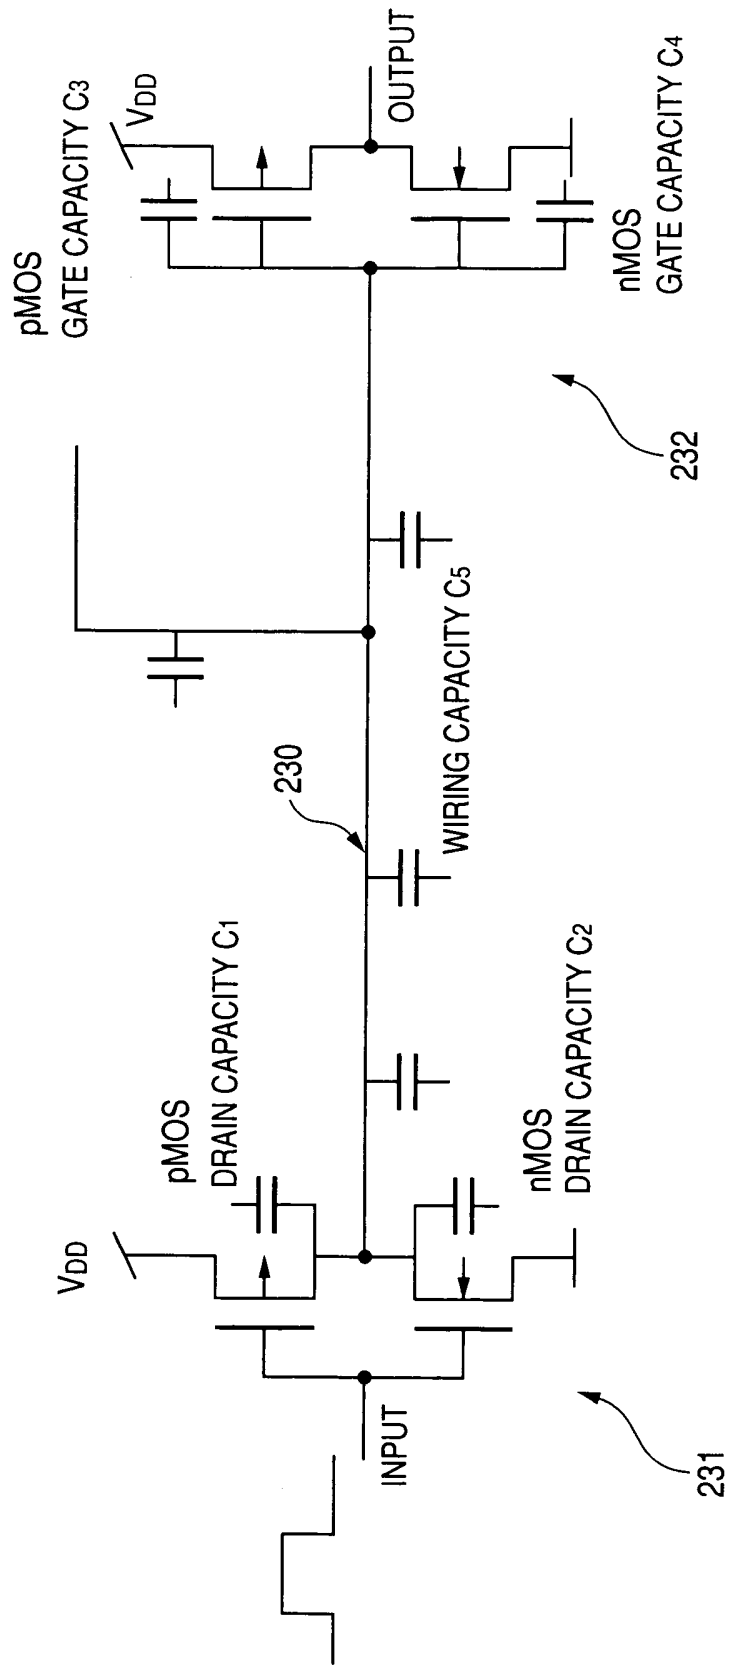 pMOS
GATE CAPACITY C3
VDD
OUTPUT
nMOS
GATE CAPACITY C4
232
WIRING CAPACITY C5
230
pMOS
DRAIN CAPACITY C1
VDD
nMOS
DRAIN CAPACITY C2
INPUT
231